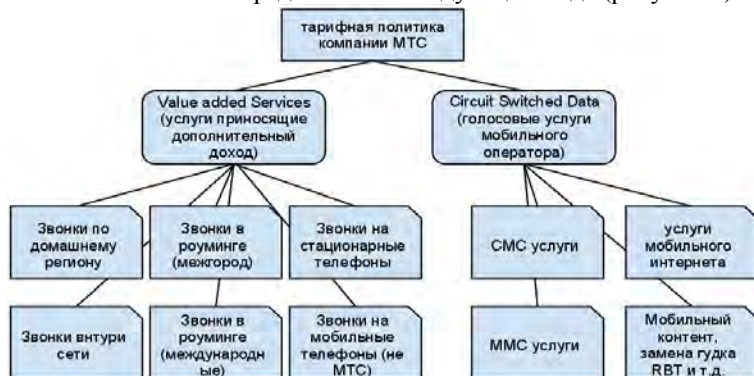 тарифная политика
компании МТС
Value added Services
(услуги приносящие
дополнительный
доход)
Circuit Switched Data
(голосовые услуги
мобильного
оператора)
Звонки по
домашнему
региону
Звонки в
роуминге
(межгород)
Звонки на
стационарные
телефоны
СМС услуги
услуги
мобильного
интернета
Звонки внтури
сети
Звонки в
роуминге
(международн
ые)
Звонки на
мобильные
телефоны (не
МТС)
ММС услуги
Мобильный
контент,
замена гудка
RBT и т.д.